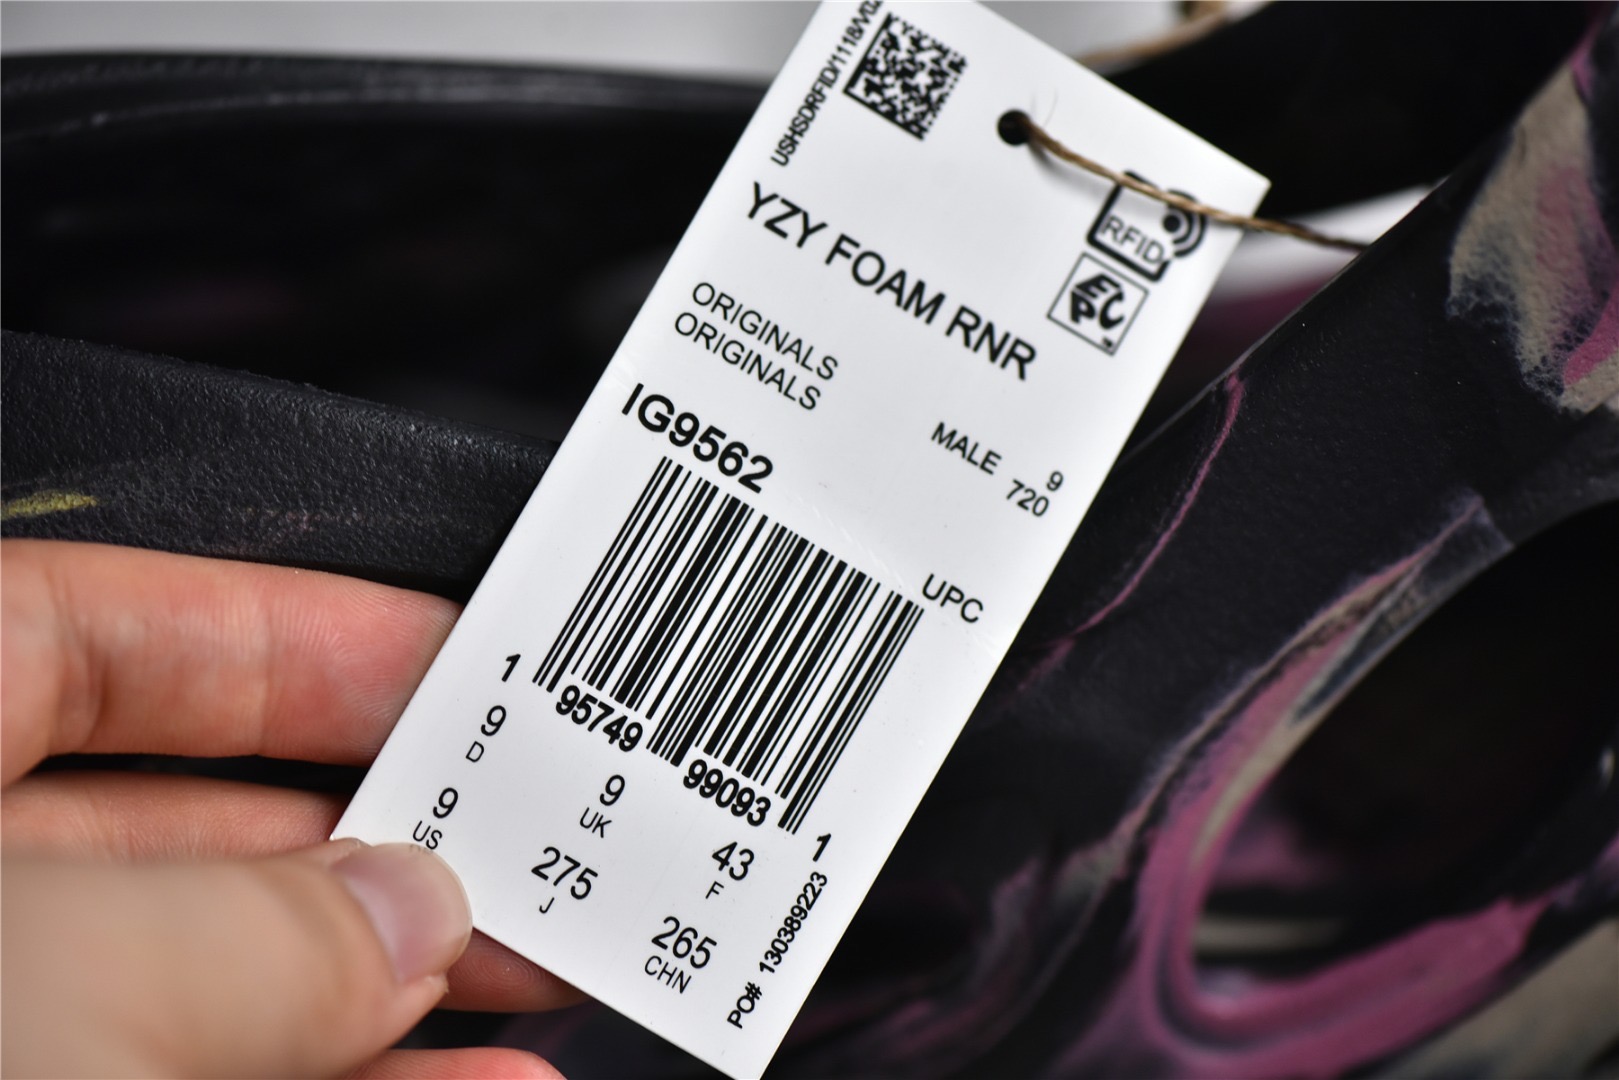 USHSDRFID/1118/V02
RFID
EPC
YZY FOAM RNR
ORIGINALS
ORIGINALS
IG9562
MALE 9
720
UPC
1 95749 99093 1
9 9 43
D UK F
9 275 265
US J CHN
PO# 130389223